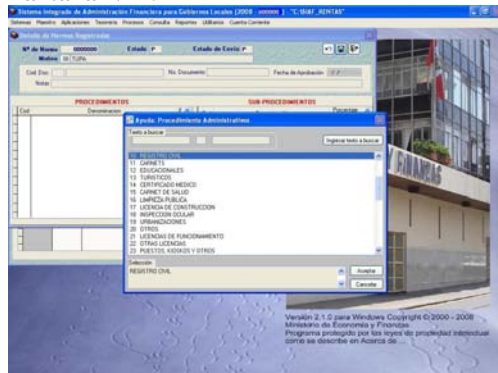 Sistema Integrado de Administración Financiera para Gobiernos Locales (2008
Sistemas Maestro Aplicaciones Tesorería Procesos Consulta Reportes Utilitarios Cuenta Corriente
Detalle de Normas Registradas
Nº de Norma 0000000 Estado P Estado de Envío P
TUPA
Cod. Doc. No. Documento Fecha de Aprobación / /
Notas
PROCEDIMIENTOS SUB-PROCEDIMIENTOS
Cod Denominacion
Ayuda: Procedimiento Administrativos
Texto a buscar
Ingresar texto a buscar
10 REGISTRO CIVIL
11 CARNETS
12 EDUCACIONALES
13 TURISTICOS
14 CERTIFICADO MEDICO
15 CARNET DE SALUD
16 LIMPIEZA PUBLICA
17 LICENCIA DE CONSTRUCCION
18 INSPECCION OCULAR
19 URBANIZACIONES
20 OTROS
21 LICENCIAS DE FUNCIONAMIENTO
22 OTRAS LICENCIAS
23 PUESTOS, KIOSKOS Y OTROS
Selección
REGISTRO CIVIL
Aceptar
Cancelar
FINANZAS
Versión 2.1.0 para Windows Copyright © 2000 - 2008
Ministerio de Economía y Finanzas
Programa protegido por las leyes de propiedad intelectual
como se describe en Acerca de ...